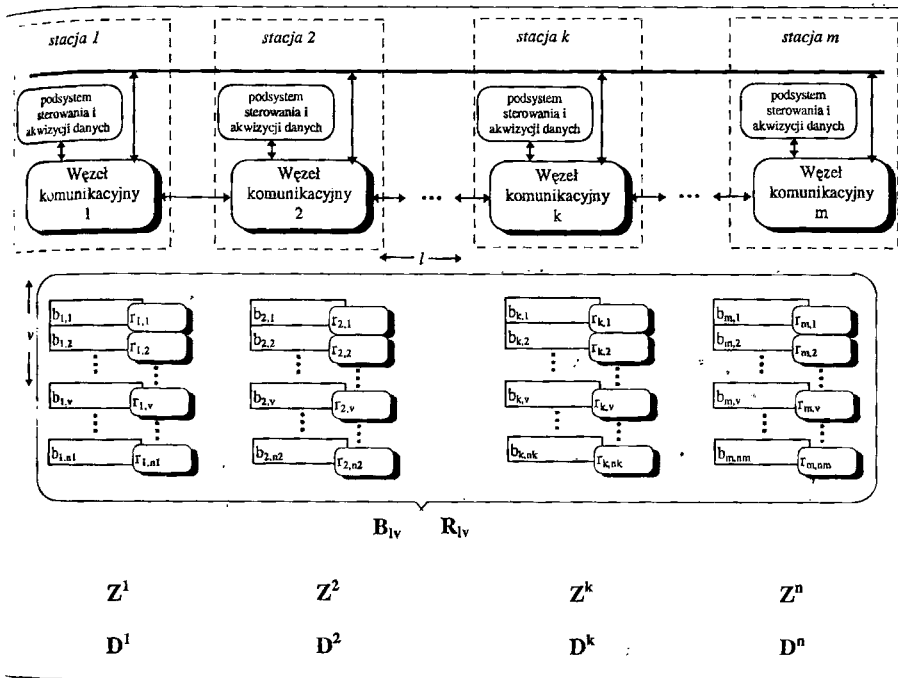 stacja 1 stacja 2 stacja k stacja m
podsystem sterowania i akwizycji danych
podsystem sterowania i akwizycji danych
podsystem sterowania i akwizycji danych
podsystem sterowania i akwizycji danych
Węzeł komunikacyjny 1
Węzeł komunikacyjny 2
...
Węzeł komunikacyjny k
...
Węzeł komunikacyjny m
l
v
b1,1 r1,1 b2,1 r2,1 bk,1 rk,1 bm,1 rm,1
b1,2 r1,2 b2,2 r2,2 bk,2 rk,2 bm,2 rm,2
b1,v r1,v b2,v r2,v bk,v rk,v bm,v rm,v
b1,n1 r1,n1 b2,n2 r2,n2 bk,nk rk,nk bm,nm rm,nm
Blv Rlv
Z¹ Z² Zᵏ Zⁿ
D¹ D² Dᵏ Dⁿ